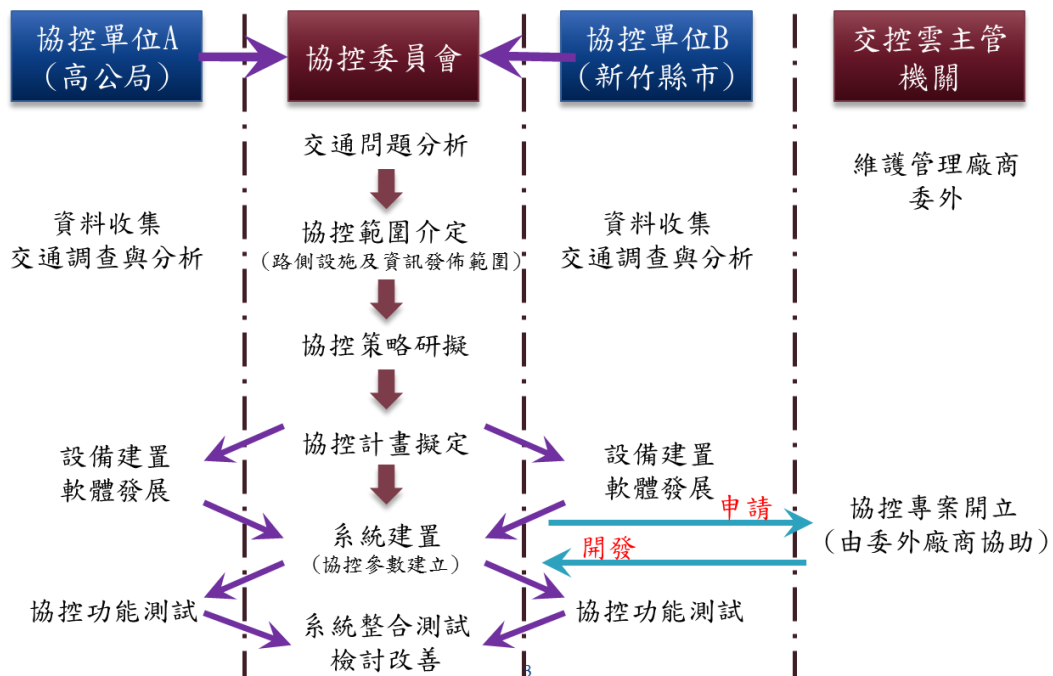 協控單位A
(高公局)
協控委員會
協控單位B
(新竹縣市)
交控雲主管
機關
交通問題分析
維護管理廠商
委外
資料收集
交通調查與分析
協控範圍介定
(路側設施及資訊發佈範圍)
資料收集
交通調查與分析
協控策略研擬
協控計畫擬定
設備建置
軟體發展
設備建置
軟體發展
申請
協控專案開立
(由委外廠商協助)
系統建置
(協控參數建立)
開發
協控功能測試
系統整合測試
檢討改善
協控功能測試
3